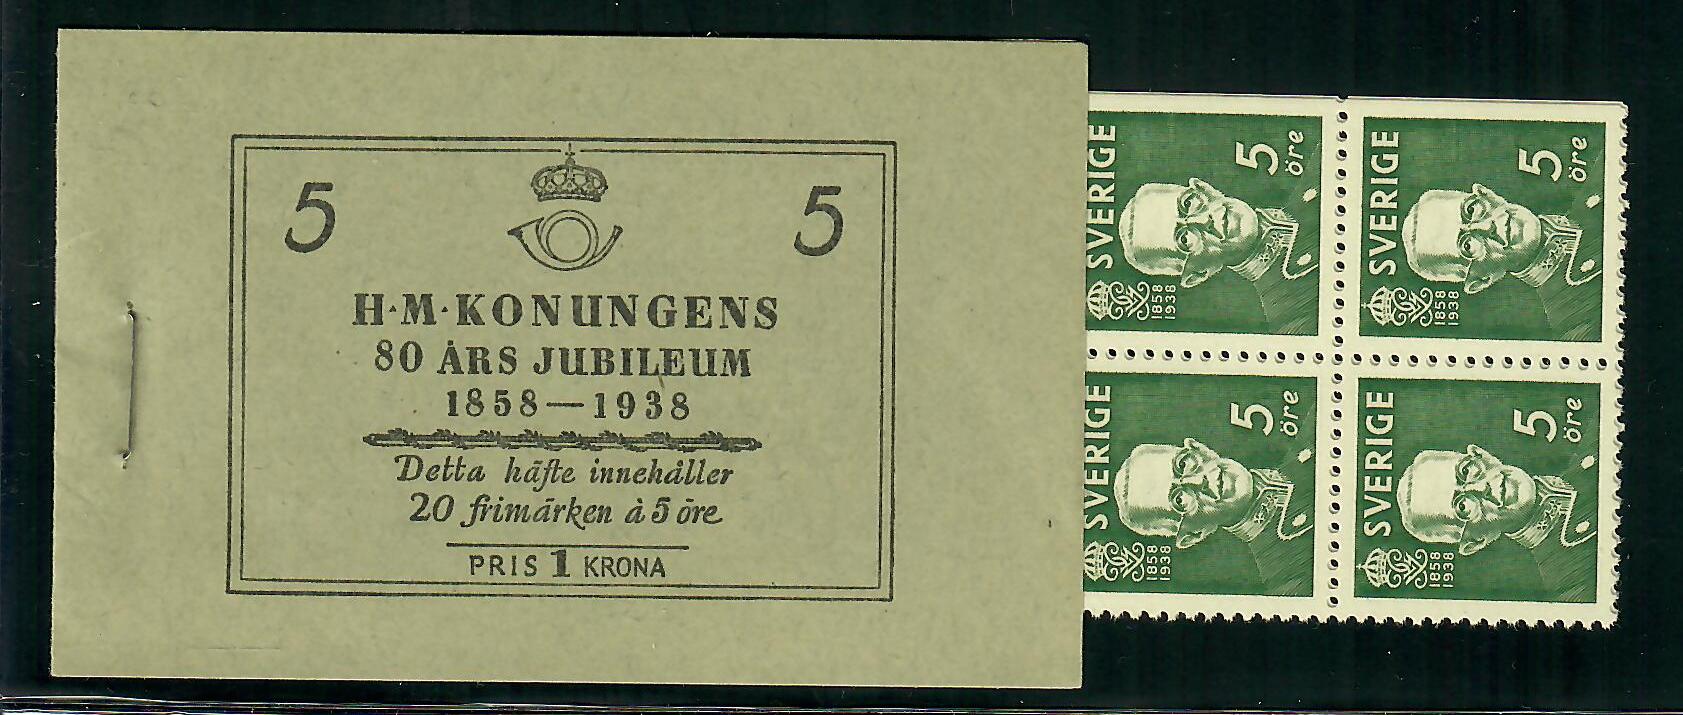 5 5
H·M·KONUNGENS
80 ÅRS JUBILEUM
1858—1938
Detta häfte innehåller
20 frimärken à 5 öre
PRIS 1 KRONA
SVERIGE
5
öre
1858
1938
SVERIGE
5
öre
1858
1938
SVERIGE
5
öre
1858
1938
SVERIGE
5
öre
1858
1938